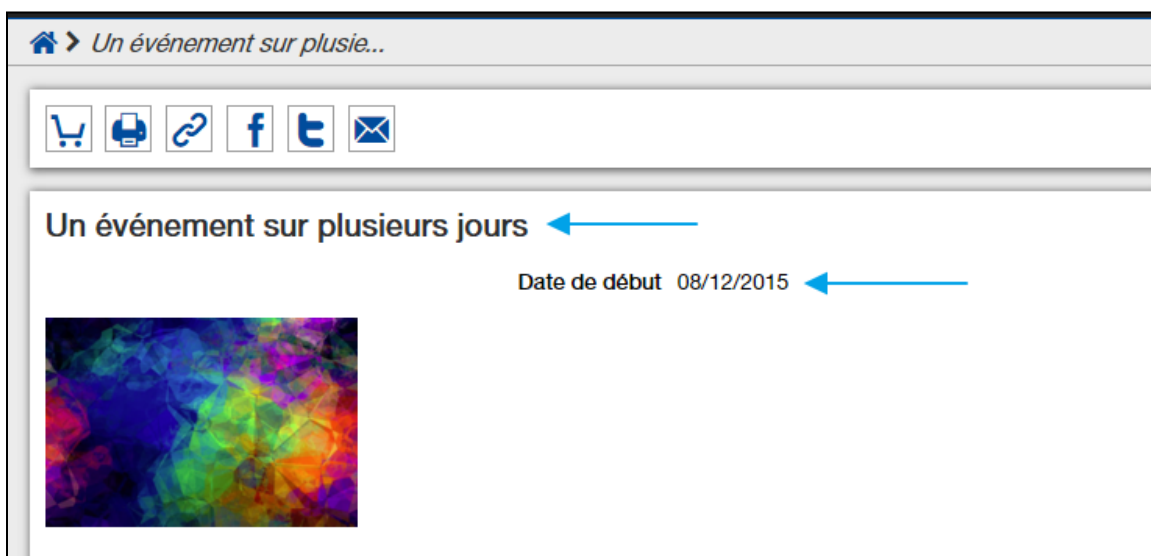 Un événement sur plusie...
Un événement sur plusieurs jours
Date de début 08/12/2015